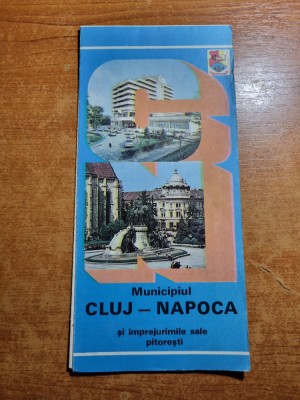 Municipiul
CLUJ – NAPOCA
și împrejurimile sale
pitorești